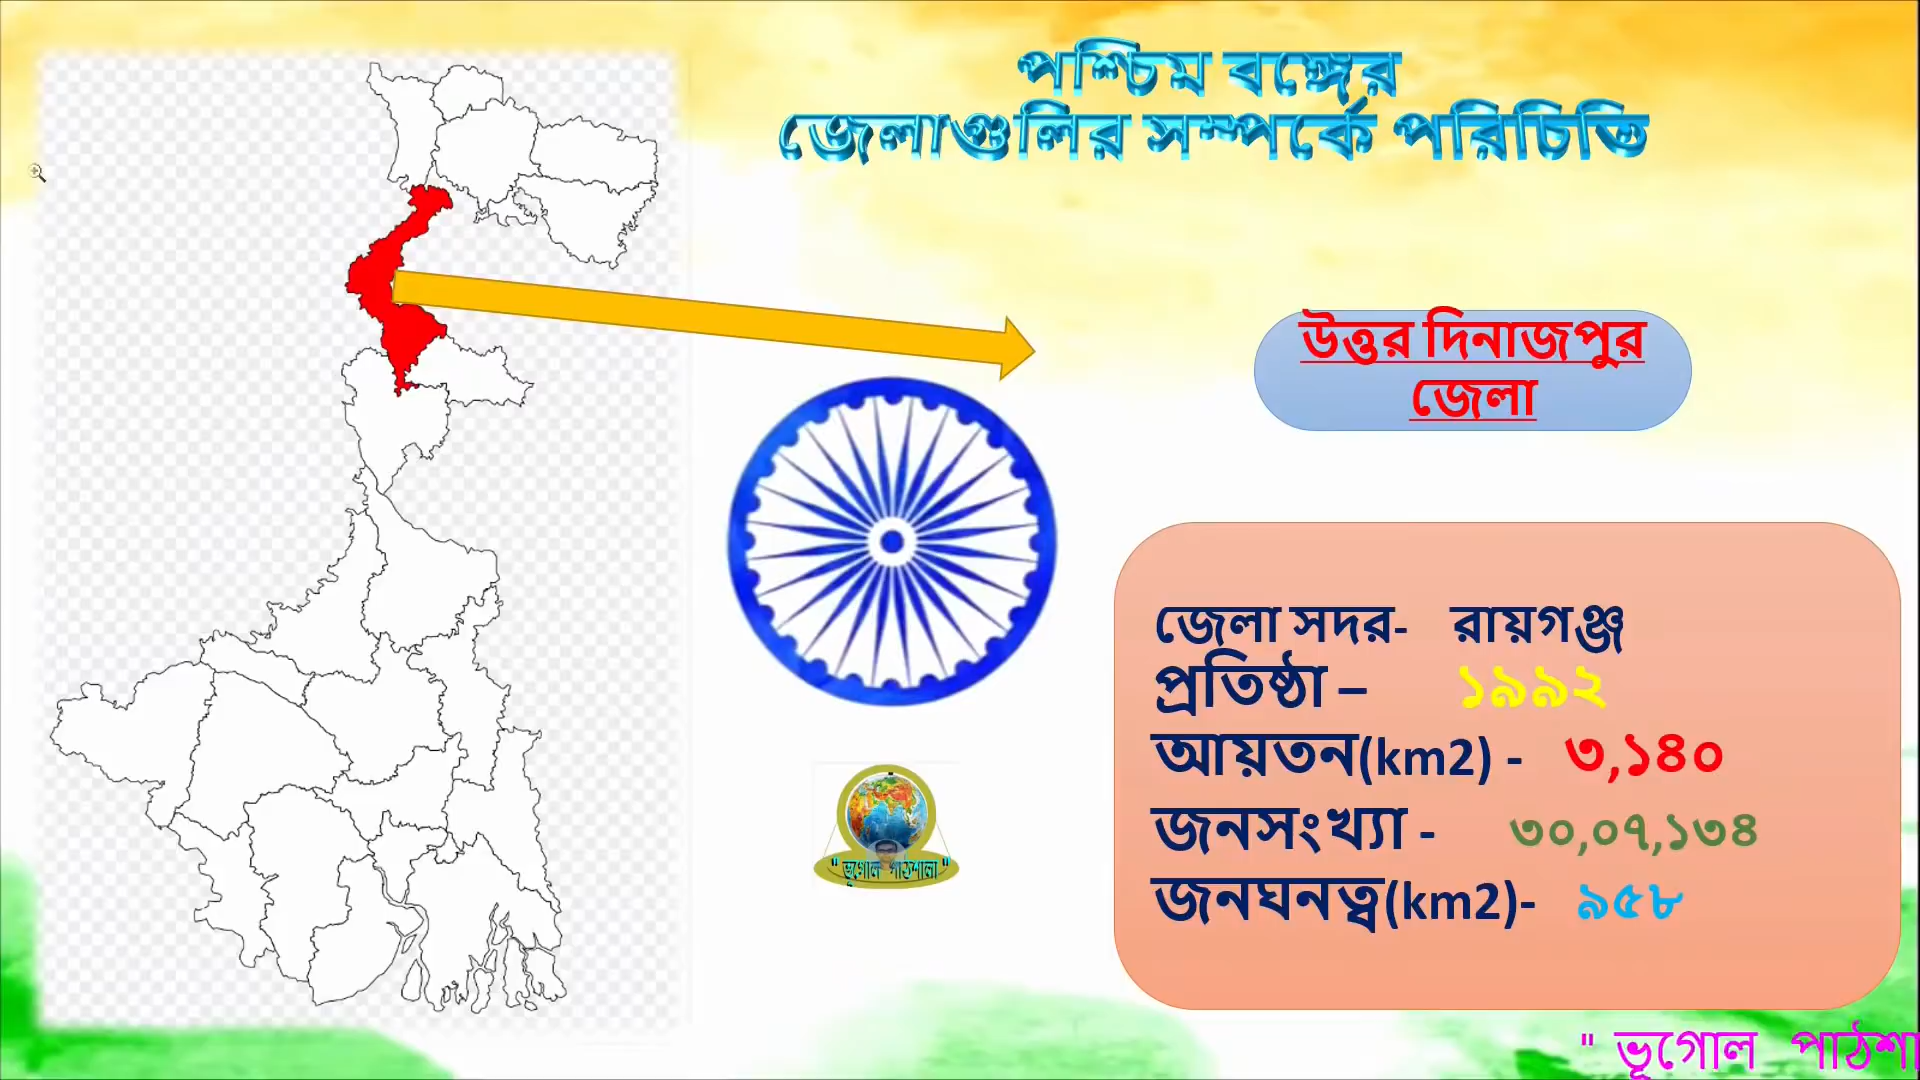 পশ্চিম বঙ্গের
জেলাগুলির সম্পর্কে পরিচিতি
উত্তর দিনাজপুর
জেলা
জেলা সদর- রায়গঞ্জ
প্রতিষ্ঠা – ১৯৯২
আয়তন(km2) - ৩,১৪০
জনসংখ্যা - ৩০,০৭,১৩৪
জনঘনত্ব(km2)- ৯৫৮
" ভূগোল পাঠশালা "
" ভূগোল পাঠশা